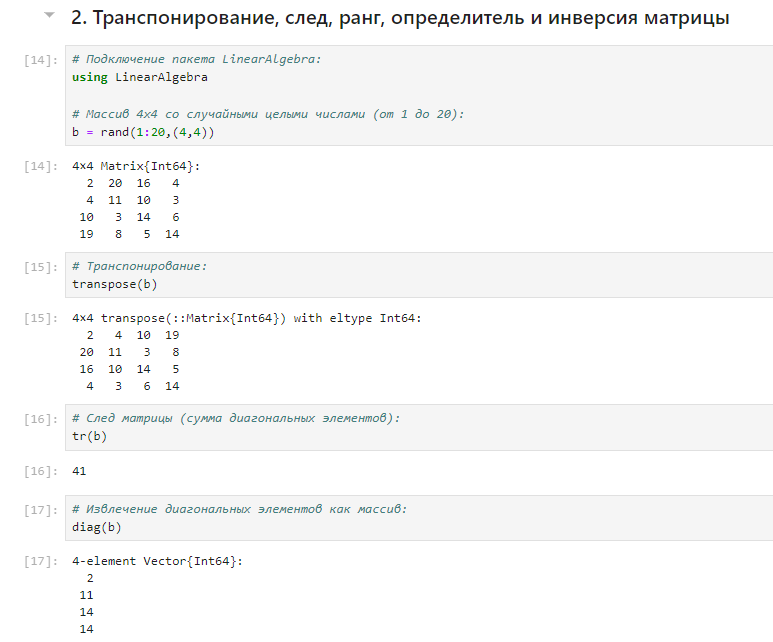 2. Транспонирование, след, ранг, определитель и инверсия матрицы
[14]: # Подключение пакета LinearAlgebra:
using LinearAlgebra
# Массив 4x4 со случайными целыми числами (от 1 до 20):
b = rand(1:20,(4,4))
[14]: 4×4 Matrix{Int64}:
2 20 16 4
4 11 10 3
10 3 14 6
19 8 5 14
[15]: # Транспонирование:
transpose(b)
[15]: 4×4 transpose(::Matrix{Int64}) with eltype Int64:
2 4 10 19
20 11 3 8
16 10 14 5
4 3 6 14
[16]: # След матрицы (сумма диагональных элементов):
tr(b)
[16]: 41
[17]: # Извлечение диагональных элементов как массив:
diag(b)
[17]: 4-element Vector{Int64}:
2
11
14
14